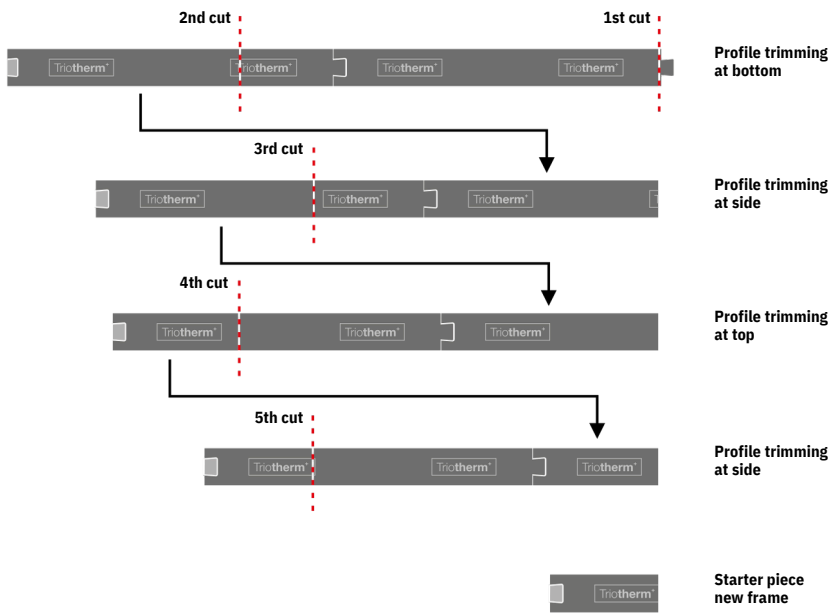 2nd cut
1st cut
Triotherm+ Triotherm+ Triotherm+ Triotherm+
Profile trimming
at bottom
3rd cut
Triotherm+ Triotherm+ Triotherm+ T
Profile trimming
at side
4th cut
Triotherm+ Triotherm+ Triotherm+
Profile trimming
at top
5th cut
Triotherm+ Triotherm+ Triotherm+
Profile trimming
at side
Triotherm
Starter piece
new frame